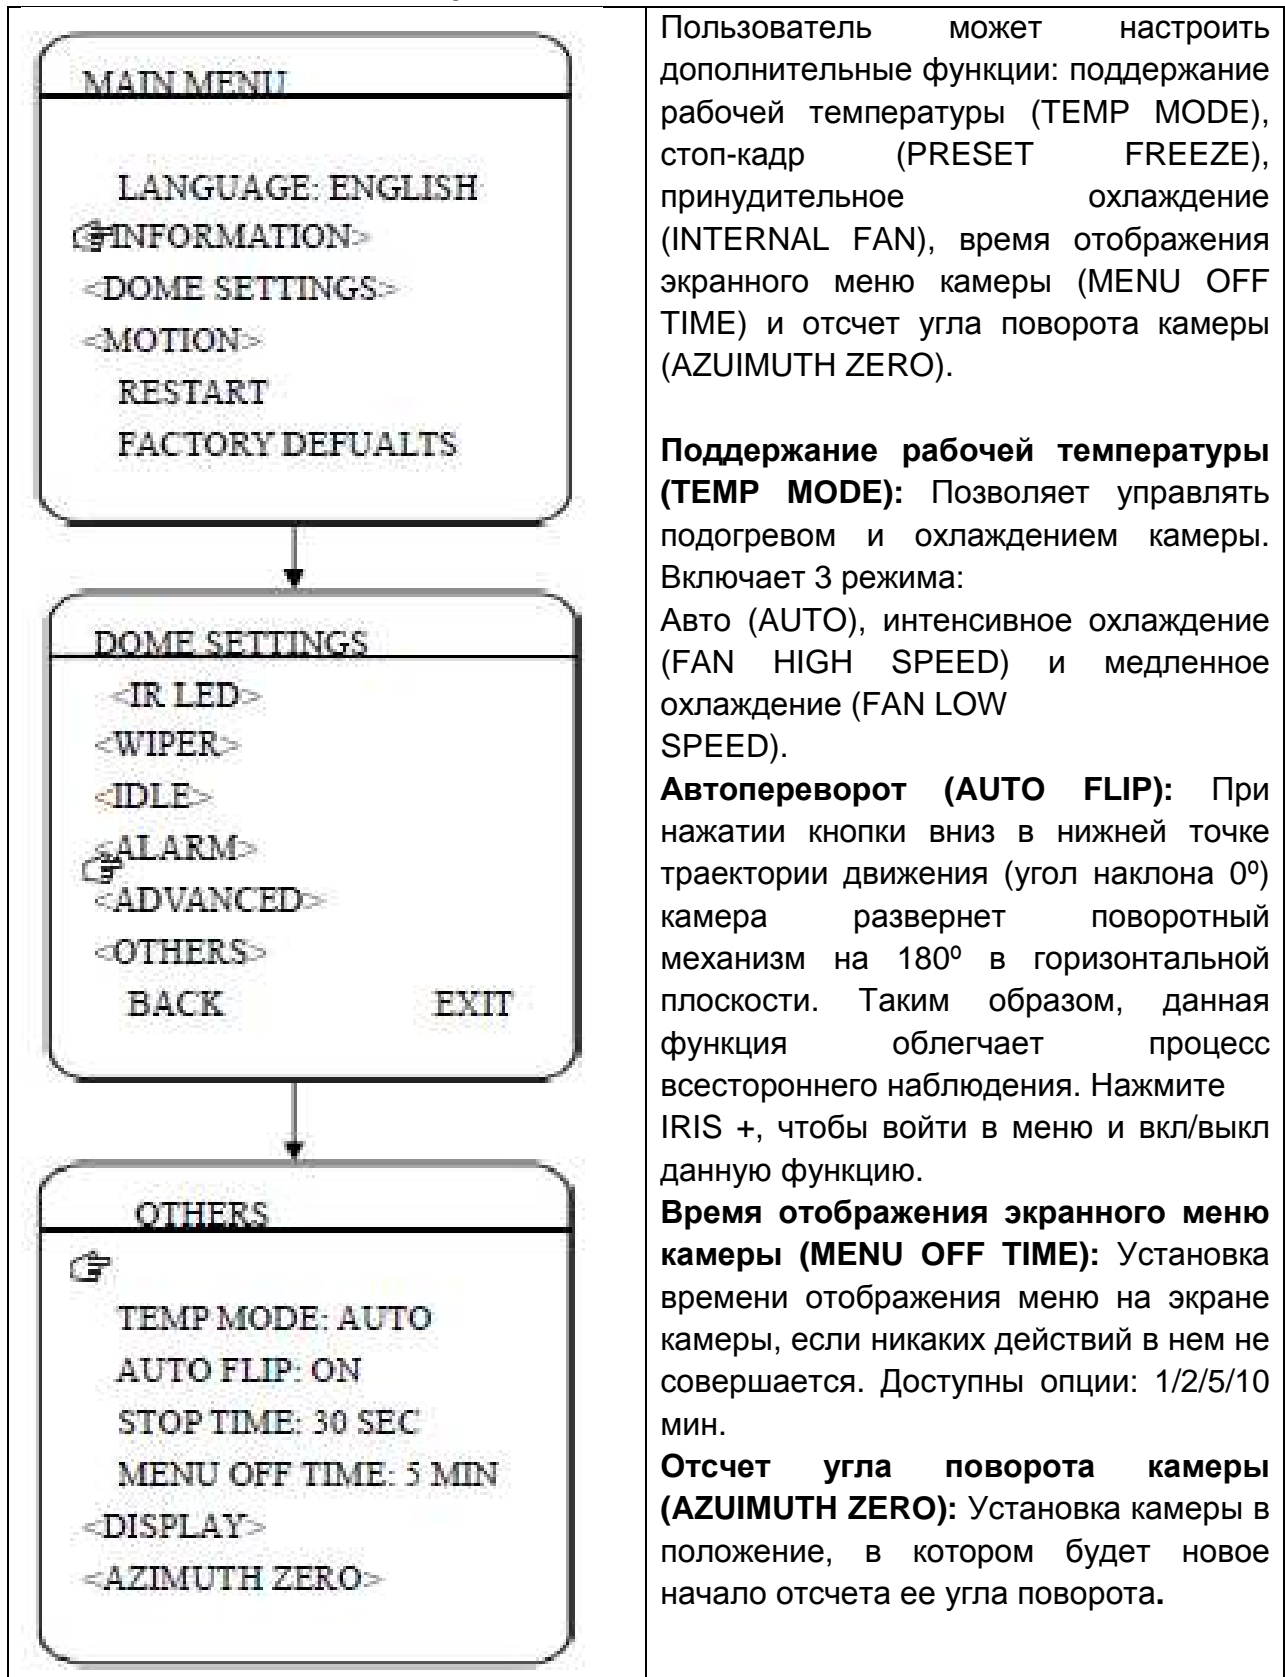 MAIN MENU
LANGUAGE: ENGLISH
INFORMATION>
<DOME SETTINGS>
<MOTION>
RESTART
FACTORY DEFUALTS
DOME SETTINGS
<IR LED>
<WIPER>
<IDLE>
<ALARM>
<ADVANCED>
<OTHERS>
BACK EXIT
OTHERS
TEMP MODE: AUTO
AUTO FLIP: ON
STOP TIME: 30 SEC
MENU OFF TIME: 5 MIN
<DISPLAY>
<AZIMUTH ZERO>
Пользователь может настроить
дополнительные функции: поддержание
рабочей температуры (TEMP MODE),
стоп-кадр (PRESET FREEZE),
принудительное охлаждение
(INTERNAL FAN), время отображения
экранного меню камеры (MENU OFF
TIME) и отсчет угла поворота камеры
(AZUIMUTH ZERO).
Поддержание рабочей температуры
(TEMP MODE): Позволяет управлять
подогревом и охлаждением камеры.
Включает 3 режима:
Авто (AUTO), интенсивное охлаждение
(FAN HIGH SPEED) и медленное
охлаждение (FAN LOW
SPEED).
Автопереворот (AUTO FLIP): При
нажатии кнопки вниз в нижней точке
траектории движения (угол наклона 0º)
камера развернет поворотный
механизм на 180º в горизонтальной
плоскости. Таким образом, данная
функция облегчает процесс
всестороннего наблюдения. Нажмите
IRIS +, чтобы войти в меню и вкл/выкл
данную функцию.
Время отображения экранного меню
камеры (MENU OFF TIME): Установка
времени отображения меню на экране
камеры, если никаких действий в нем не
совершается. Доступны опции: 1/2/5/10
мин.
Отсчет угла поворота камеры
(AZUIMUTH ZERO): Установка камеры в
положение, в котором будет новое
начало отсчета ее угла поворота.